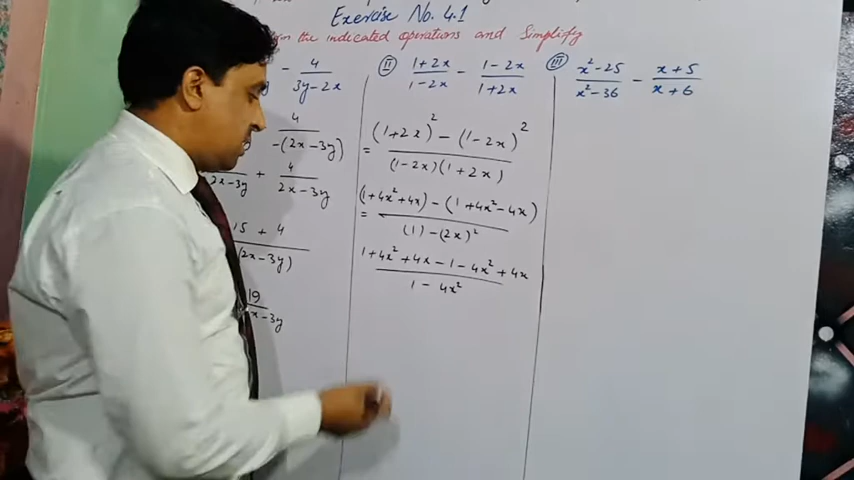 Exercise No. 4.1
the indicated operations and Simplify
- 4/(3y-2x)
4/-(2x-3y)
2x-3y + 4/(2x-3y)
15+4/(2x-3y)
19/x-3y
(ii) (1+2x)/(1-2x) - (1-2x)/(1+2x)
= ((1+2x)² - (1-2x)²)/((1-2x)(1+2x))
= ((1+4x²+4x) - (1+4x²-4x))/((1)-(2x)²)
(1+4x²+4x-1-4x²+4x)/(1-4x²)
(iii) (x²-25)/(x²-36) - (x+5)/(x+6)